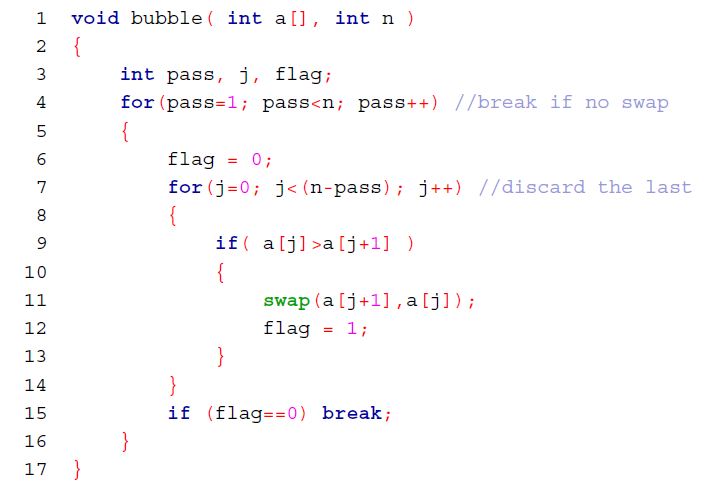 1 void bubble( int a[], int n )
2 {
3     int pass, j, flag;
4     for(pass=1; pass<n; pass++) //break if no swap
5     {
6         flag = 0;
7         for(j=0; j<(n-pass); j++) //discard the last
8         {
9             if( a[j]>a[j+1] )
10             {
11                 swap(a[j+1],a[j]);
12                 flag = 1;
13             }
14         }
15         if (flag==0) break;
16     }
17 }